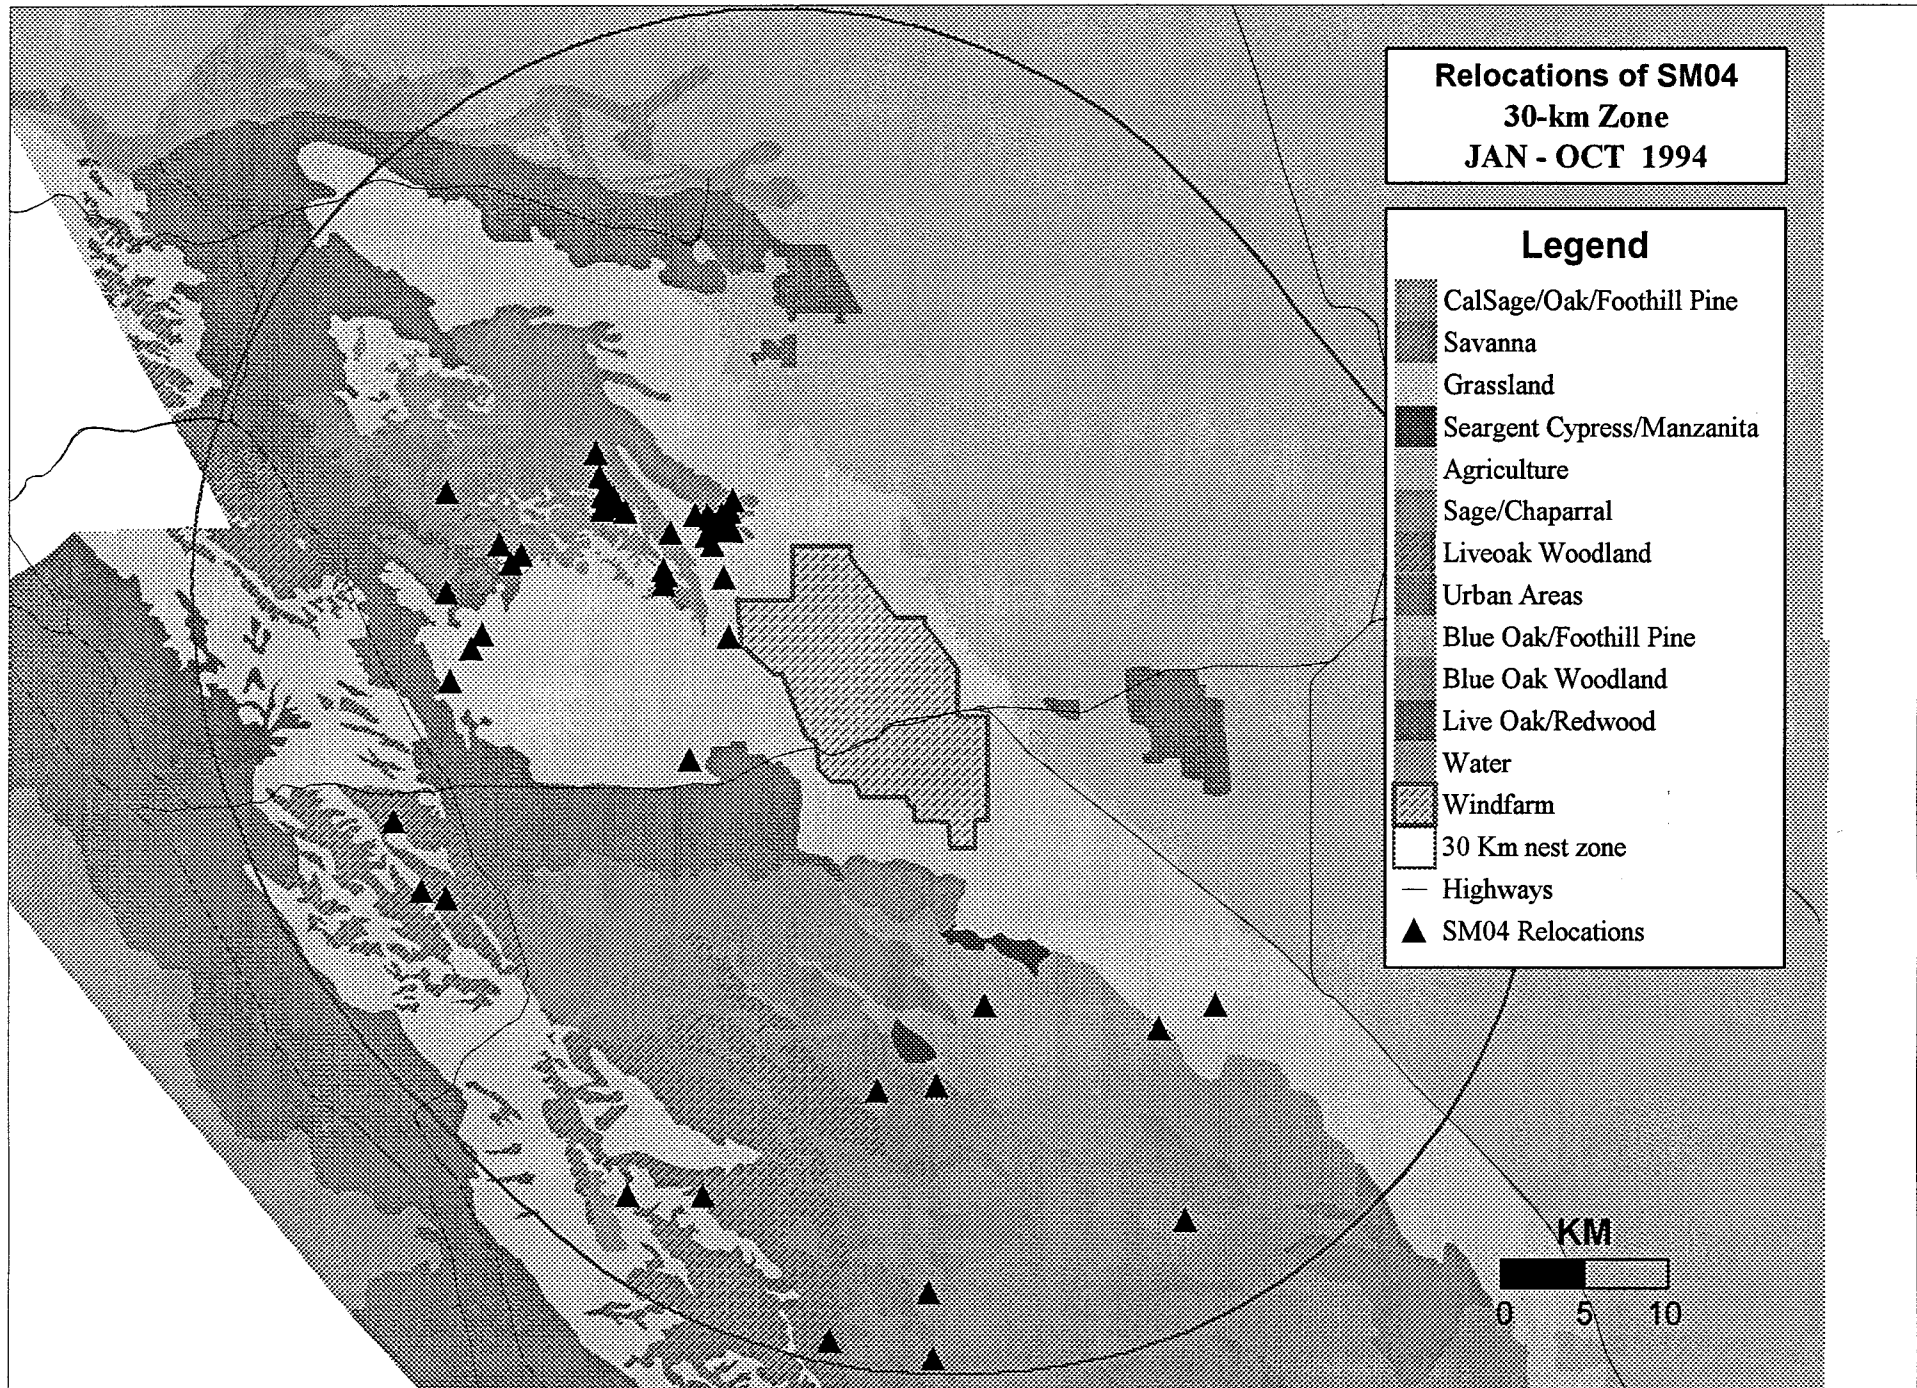 Relocations of SM04
30-km Zone
JAN - OCT 1994
Legend
CalSage/Oak/Foothill Pine
Savanna
Grassland
Seargent Cypress/Manzanita
Agriculture
Sage/Chaparral
Liveoak Woodland
Urban Areas
Blue Oak/Foothill Pine
Blue Oak Woodland
Live Oak/Redwood
Water
Windfarm
30 Km nest zone
Highways
SM04 Relocations
KM
0 5 10